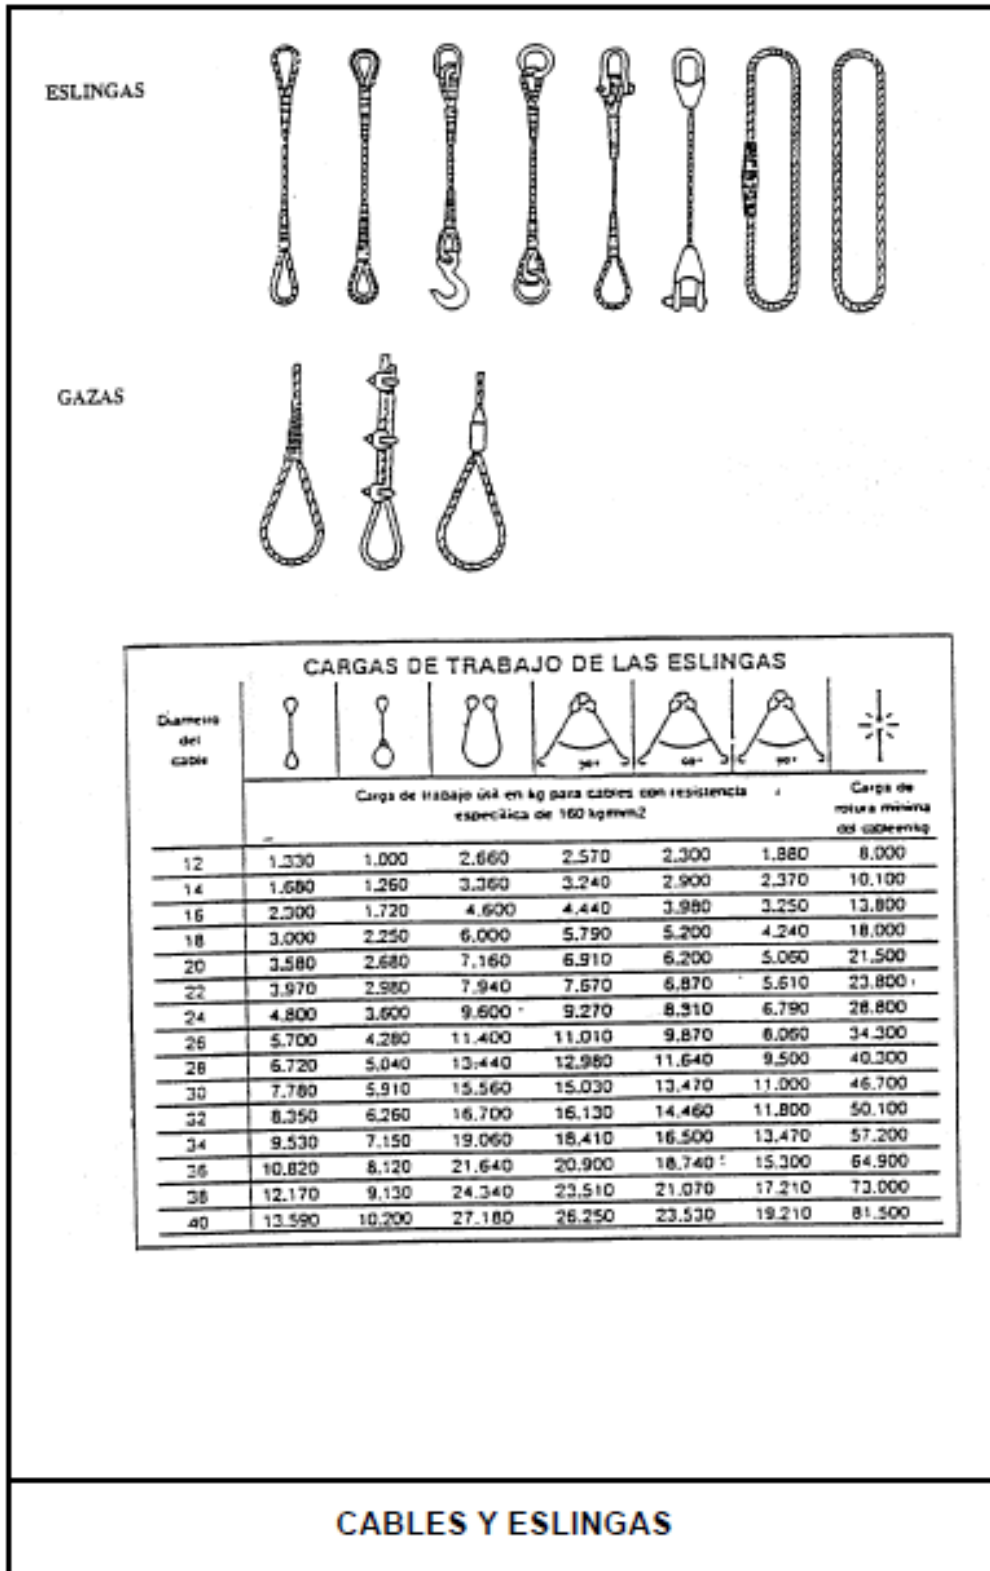 ESLINGAS
GAZAS
CARGAS DE TRABAJO DE LAS ESLINGAS
Diametro
del
cable
60°
90°
Carga de trabajo útil en kg para cables con resistencia
específica de 160 kg/mm2
Carga de
rotura mínima
del cable en kg
12 1.330 1.000 2.660 2.570 2.300 1.880 8.000
14 1.680 1.260 3.360 3.240 2.900 2.370 10.100
16 2.300 1.720 4.600 4.440 3.980 3.250 13.800
18 3.000 2.250 6.000 5.790 5.200 4.240 18.000
20 3.580 2.680 7.160 6.910 6.200 5.060 21.500
22 3.970 2.980 7.940 7.670 6.870 5.610 23.800
24 4.800 3.600 9.600 9.270 8.310 6.790 28.800
26 5.700 4.280 11.400 11.010 9.870 8.060 34.300
28 6.720 5.040 13.440 12.980 11.640 9.500 40.300
30 7.780 5.910 15.560 15.030 13.470 11.000 46.700
32 8.350 6.260 16.700 16.130 14.460 11.800 50.100
34 9.530 7.150 19.060 18.410 16.500 13.470 57.200
36 10.820 8.120 21.640 20.900 18.740 15.300 64.900
38 12.170 9.130 24.340 23.510 21.070 17.210 73.000
40 13.590 10.200 27.180 26.250 23.530 19.210 81.500
CABLES Y ESLINGAS